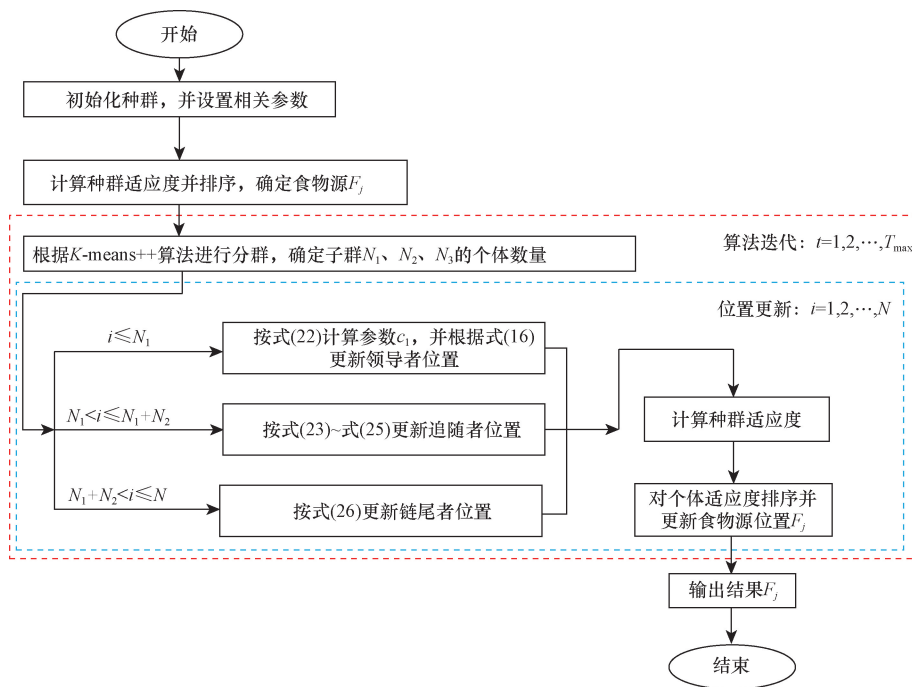 开始
初始化种群，并设置相关参数
计算种群适应度并排序，确定食物源Fj
算法迭代：t=1,2,⋯,Tmax
根据K-means++算法进行分群，确定子群N1、N2、N3的个体数量
位置更新：i=1,2,⋯,N
i≤N1
按式(22)计算参数c1，并根据式(16)
更新领导者位置
N1<i≤N1+N2
按式(23)~式(25)更新追随者位置
计算种群适应度
N1+N2<i≤N
按式(26)更新链尾者位置
对个体适应度排序并
更新食物源位置Fj
输出结果Fj
结束